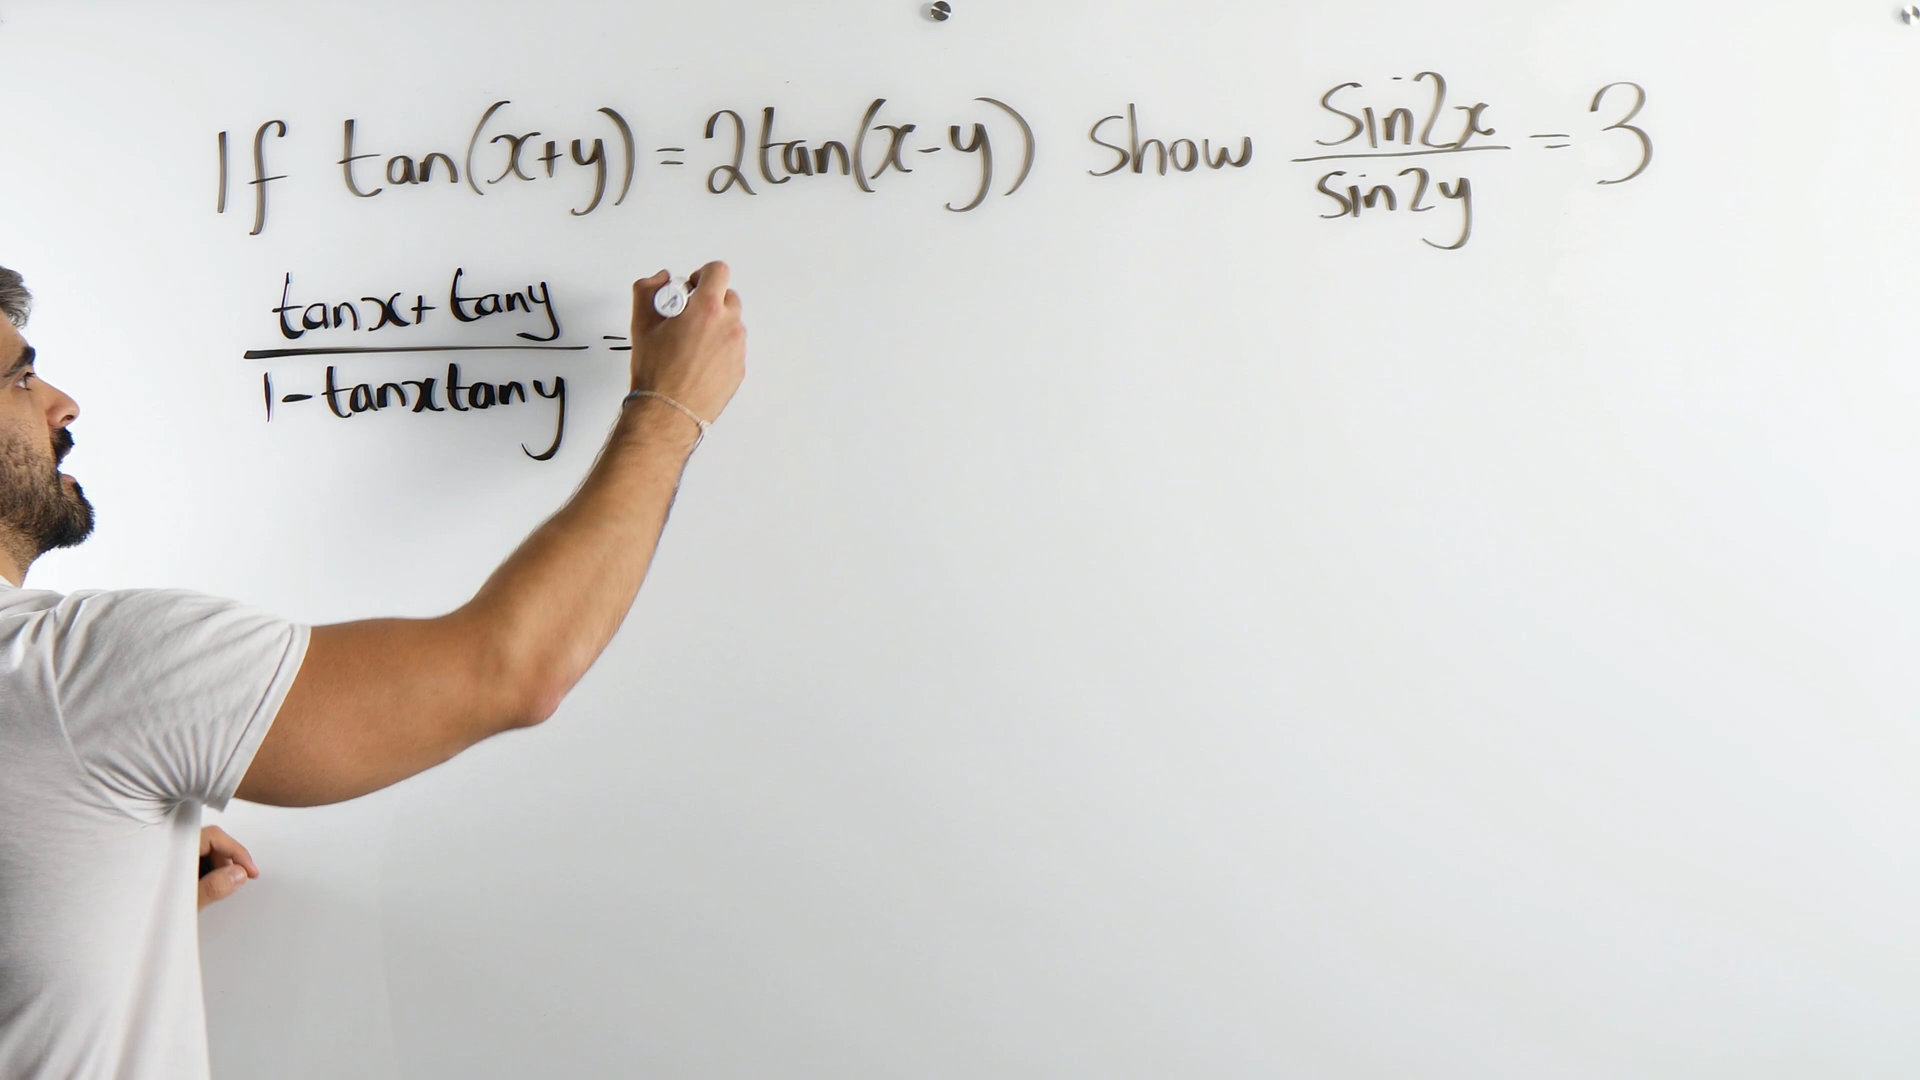 If tan(x+y) = 2tan(x-y) Show sin2x/sin2y = 3
tanx + tany
1 - tanxtany =